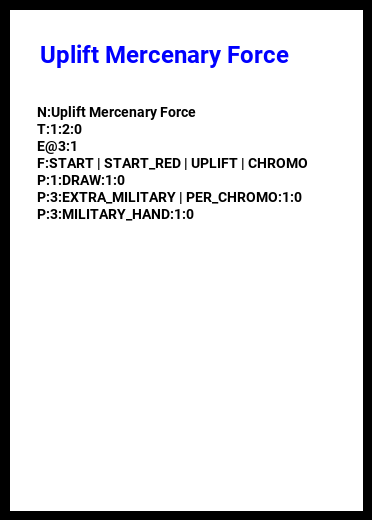 Uplift Mercenary Force
N:Uplift Mercenary Force
T:1:2:0
E@3:1
F:START | START_RED | UPLIFT | CHROMO
P:1:DRAW:1:0
P:3:EXTRA_MILITARY | PER_CHROMO:1:0
P:3:MILITARY_HAND:1:0